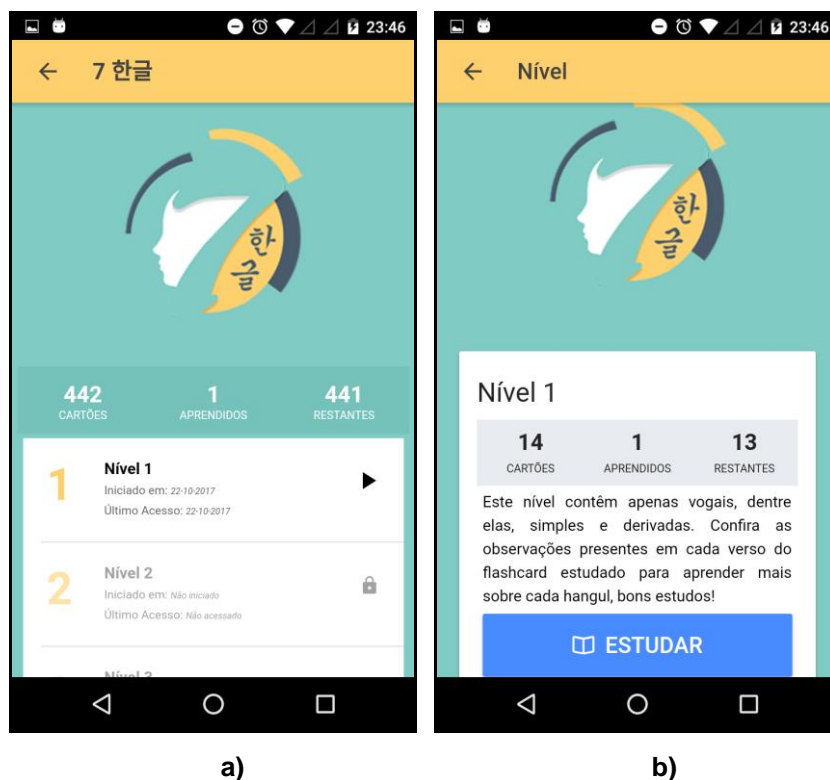 23:46
7 한글
한글
442 1 441
CARTÕES APRENDIDOS RESTANTES
1
Nível 1
Iniciado em: 22-10-2017
Último Acesso: 22-10-2017
2
Nível 2
Iniciado em: Não iniciado
Último Acesso: Não acessado
Nível 3
a)
23:46
Nível
한글
Nível 1
14 1 13
CARTÕES APRENDIDOS RESTANTES
Este nível contêm apenas vogais, dentre
elas, simples e derivadas. Confira as
observações presentes em cada verso do
flashcard estudado para aprender mais
sobre cada hangul, bons estudos!
ESTUDAR
b)